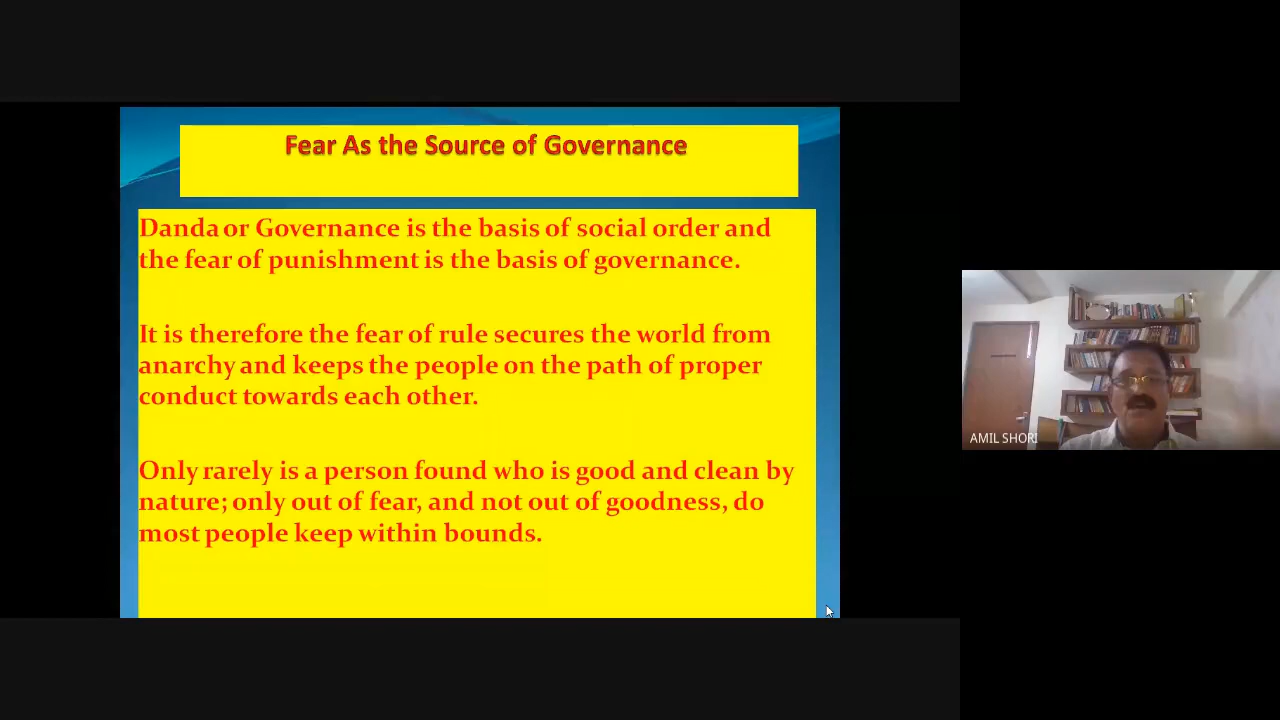 Fear As the Source of Governance
Danda or Governance is the basis of social order and
the fear of punishment is the basis of governance.
It is therefore the fear of rule secures the world from
anarchy and keeps the people on the path of proper
conduct towards each other.
Only rarely is a person found who is good and clean by
nature; only out of fear, and not out of goodness, do
most people keep within bounds.
AMIL SHORI